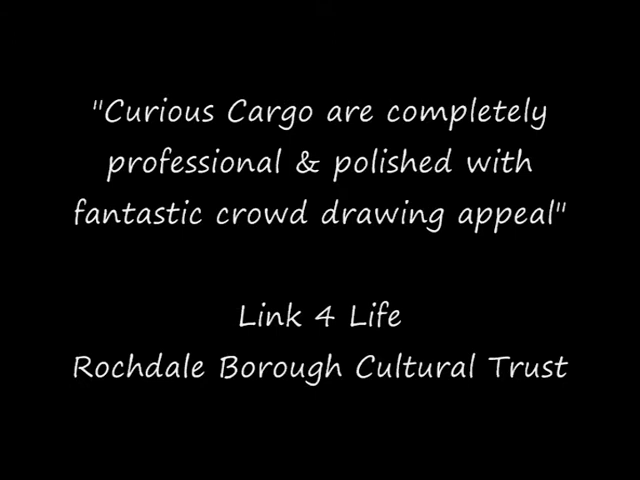 "Curious Cargo are completely
professional & polished with
fantastic crowd drawing appeal"
Link 4 Life
Rochdale Borough Cultural Trust